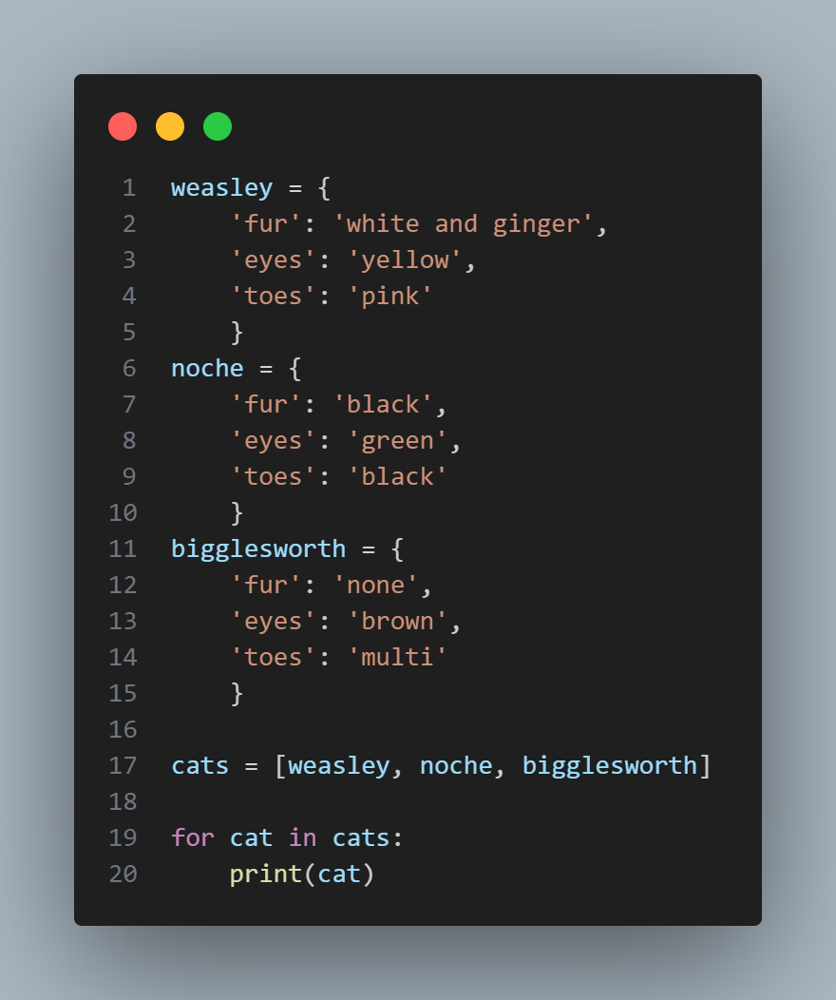 1 weasley = {
2     'fur': 'white and ginger',
3     'eyes': 'yellow',
4     'toes': 'pink'
5     }
6 noche = {
7     'fur': 'black',
8     'eyes': 'green',
9     'toes': 'black'
10     }
11 bigglesworth = {
12     'fur': 'none',
13     'eyes': 'brown',
14     'toes': 'multi'
15     }
16
17 cats = [weasley, noche, bigglesworth]
18
19 for cat in cats:
20     print(cat)